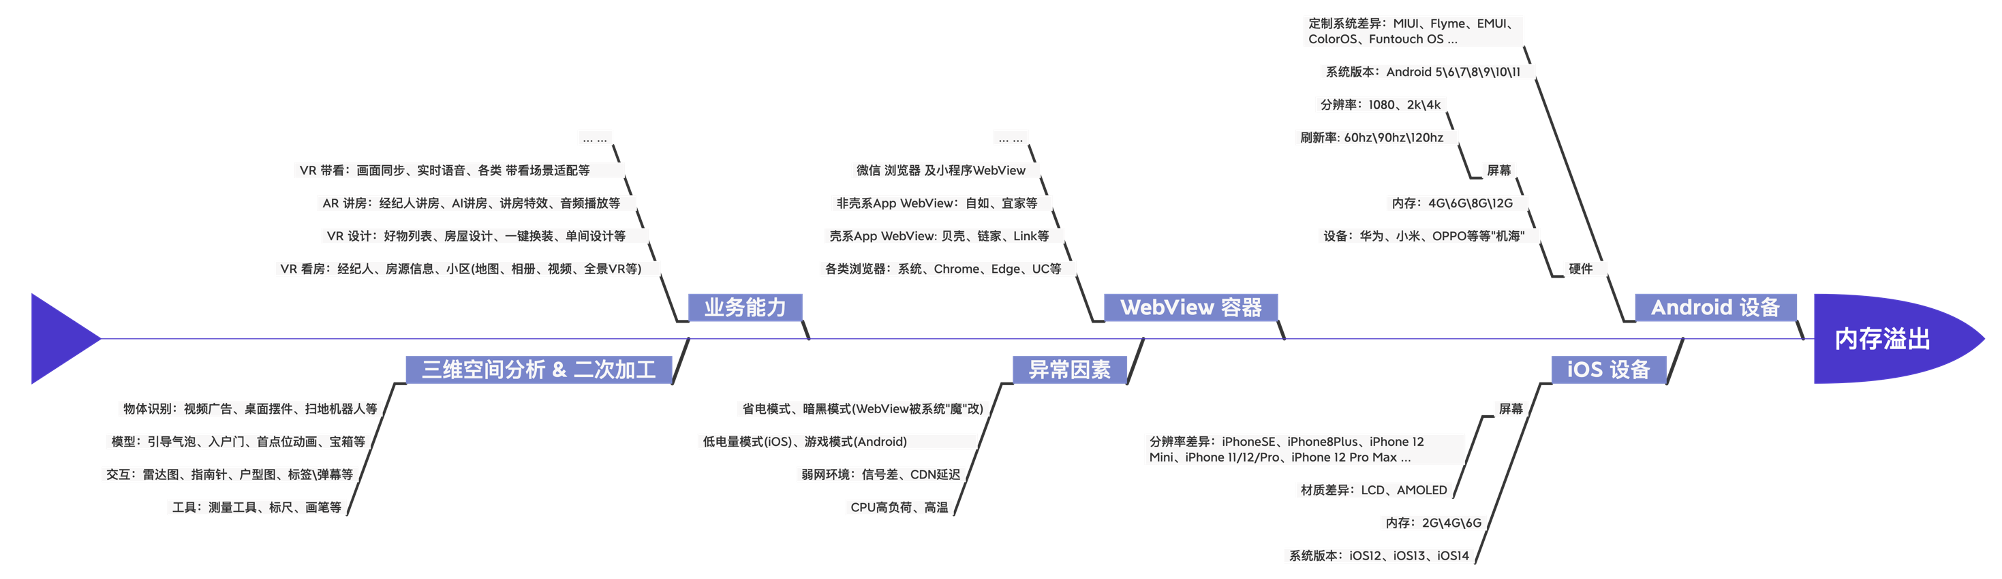 定制系统差异：MIUI、Flyme、EMUI、
ColorOS、Funtouch OS ...
系统版本：Android 5\6\7\8\9\10\11
分辨率：1080、2k\4k
刷新率: 60hz\90hz\120hz
屏幕
内存：4G\6G\8G\12G
设备：华为、小米、OPPO等等"机海"
硬件
Android 设备
... ...
微信 浏览器 及小程序WebView
非壳系App WebView：自如、宜家等
壳系App WebView: 贝壳、链家、Link等
各类浏览器：系统、Chrome、Edge、UC等
WebView 容器
... ...
VR 带看：画面同步、实时语音、各类 带看场景适配等
AR 讲房：经纪人讲房、AI讲房、讲房特效、音频播放等
VR 设计：好物列表、房屋设计、一键换装、单间设计等
VR 看房：经纪人、房源信息、小区(地图、相册、视频、全景VR等)
业务能力
内存溢出
三维空间分析 & 二次加工
物体识别：视频广告、桌面摆件、扫地机器人等
模型：引导气泡、入户门、首点位动画、宝箱等
交互：雷达图、指南针、户型图、标签\弹幕等
工具：测量工具、标尺、画笔等
异常因素
省电模式、暗黑模式(WebView被系统"魔"改)
低电量模式(iOS)、游戏模式(Android)
弱网环境：信号差、CDN延迟
CPU高负荷、高温
iOS 设备
屏幕
分辨率差异：iPhoneSE、iPhone8Plus、iPhone 12
Mini、iPhone 11/12/Pro、iPhone 12 Pro Max ...
材质差异：LCD、AMOLED
内存：2G\4G\6G
系统版本：iOS12、iOS13、iOS14